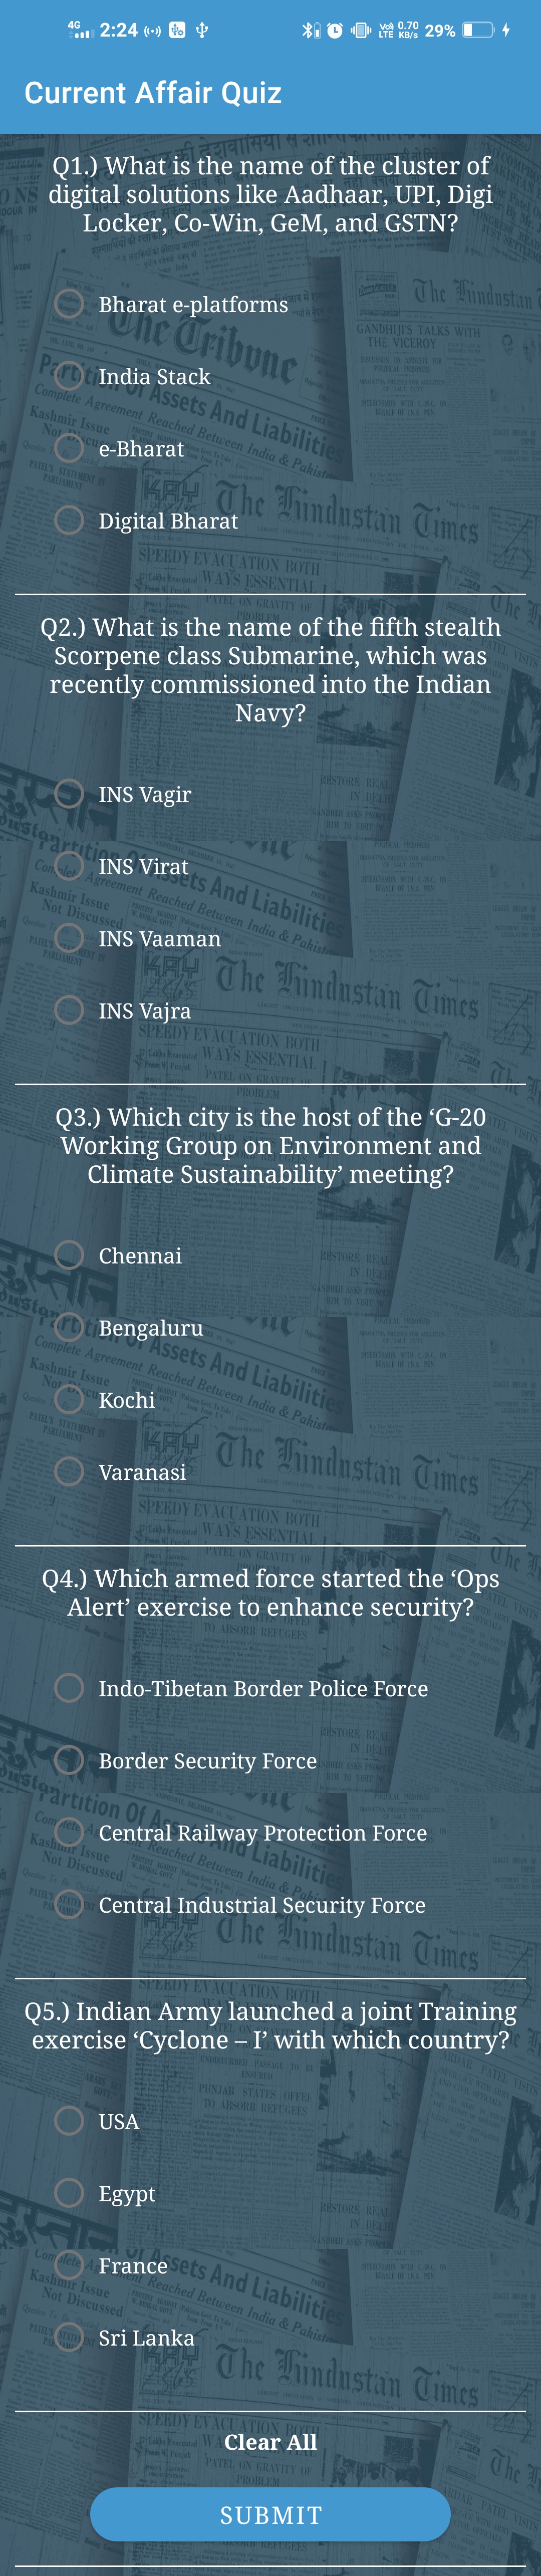 4G 2:24 Vo) LTE 0.70 KB/s 29%
Current Affair Quiz
Q1.) What is the name of the cluster of
digital solutions like Aadhaar, UPI, Digi
Locker, Co-Win, GeM, and GSTN?
Bharat e-platforms
India Stack
e-Bharat
Digital Bharat
Q2.) What is the name of the fifth stealth
Scorpene class Submarine, which was
recently commissioned into the Indian
Navy?
INS Vagir
INS Virat
INS Vaaman
INS Vajra
Q3.) Which city is the host of the ‘G-20
Working Group on Environment and
Climate Sustainability’ meeting?
Chennai
Bengaluru
Kochi
Varanasi
Q4.) Which armed force started the ‘Ops
Alert’ exercise to enhance security?
Indo-Tibetan Border Police Force
Border Security Force
Central Railway Protection Force
Central Industrial Security Force
Q5.) Indian Army launched a joint Training
exercise ‘Cyclone – I’ with which country?
USA
Egypt
France
Sri Lanka
Clear All
SUBMIT